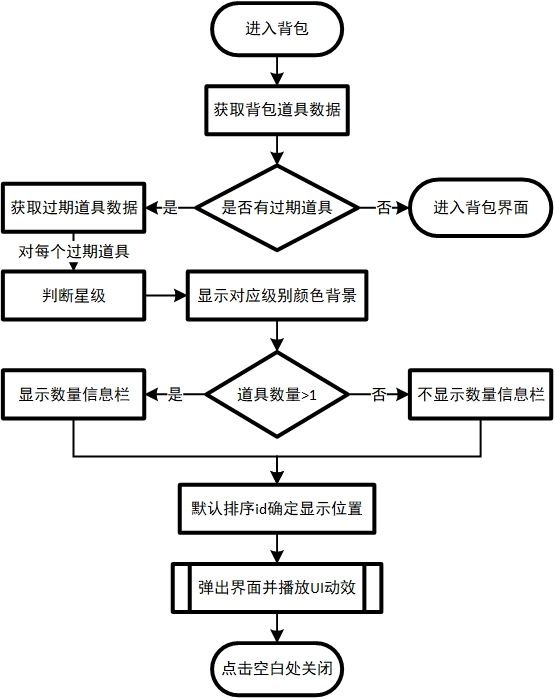 进入背包
获取背包道具数据
获取过期道具数据
是
是否有过期道具
否
进入背包界面
对每个过期道具
判断星级
显示对应级别颜色背景
显示数量信息栏
是
道具数量>1
否
不显示数量信息栏
默认排序id确定显示位置
弹出界面并播放UI动效
点击空白处关闭